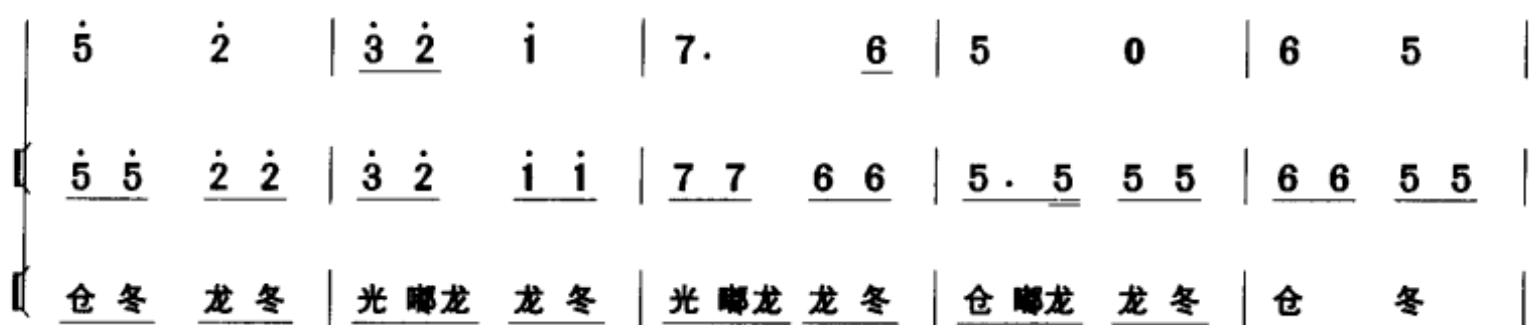 5̇ 2̇ | 3̇ 2̇ 1̇ | 7. 6 | 5 0 | 6 5 |
5̇ 5̇ 2̇ 2̇ | 3̇ 2̇ 1̇ 1̇ | 7 7 6 6 | 5. 5 5 5 | 6 6 5 5 |
仓 冬 龙 冬 | 光 嘟龙 龙 冬 | 光 嘟龙 龙 冬 | 仓 嘟龙 龙 冬 | 仓 冬 |